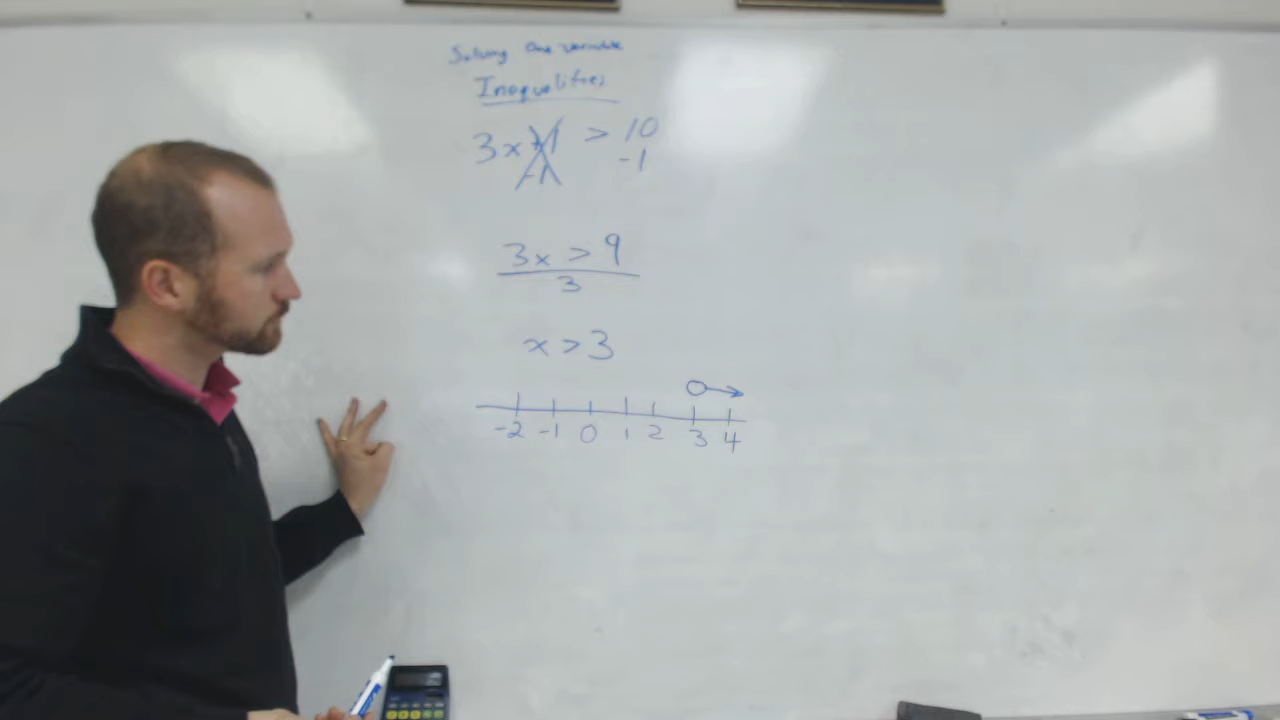 Solving One variable
Inequalities
3x +1 > 10
-1 -1
3x > 9
3
x > 3
-2 -1 0 1 2 3 4